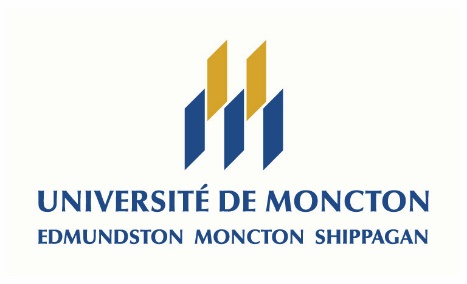 UNIVERSITÉ DE MONCTON
EDMUNDSTON MONCTON SHIPPAGAN